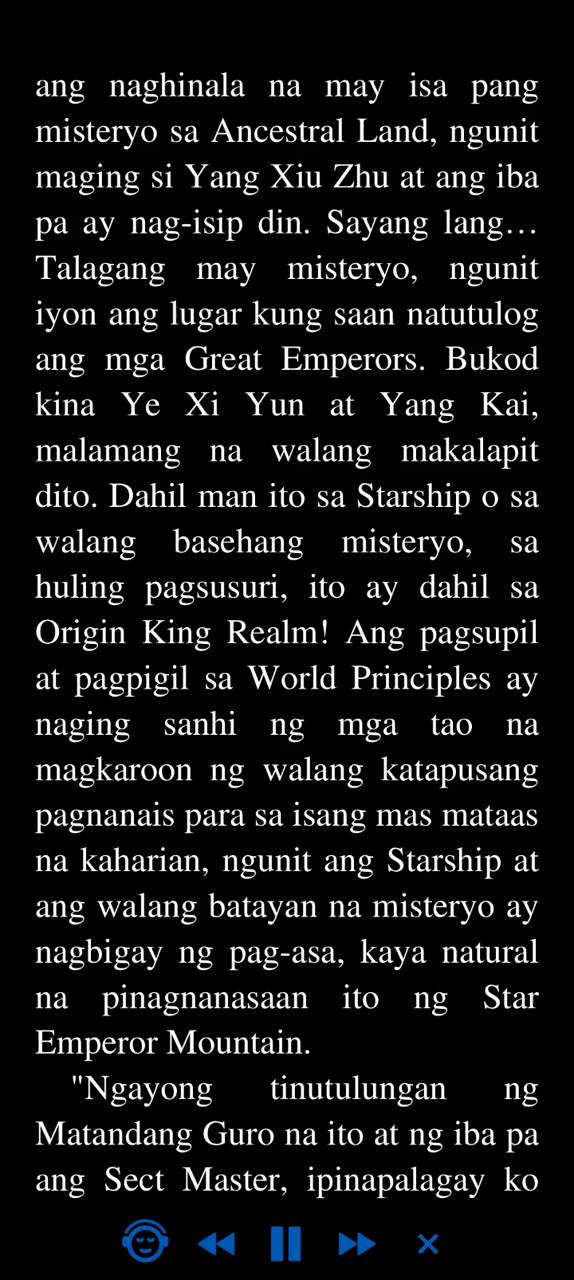 ang naghinala na may isa pang
misteryo sa Ancestral Land, ngunit
maging si Yang Xiu Zhu at ang iba
pa ay nag-isip din. Sayang lang…
Talagang may misteryo, ngunit
iyon ang lugar kung saan natutulog
ang mga Great Emperors. Bukod
kina Ye Xi Yun at Yang Kai,
malamang na walang makalapit
dito. Dahil man ito sa Starship o sa
walang basehang misteryo, sa
huling pagsusuri, ito ay dahil sa
Origin King Realm! Ang pagsupil
at pagpigil sa World Principles ay
naging sanhi ng mga tao na
magkaroon ng walang katapusang
pagnanais para sa isang mas mataas
na kaharian, ngunit ang Starship at
ang walang batayan na misteryo ay
nagbigay ng pag-asa, kaya natural
na pinagnanasaan ito ng Star
Emperor Mountain.
"Ngayong tinutulungan ng
Matandang Guro na ito at ng iba pa
ang Sect Master, ipinapalagay ko